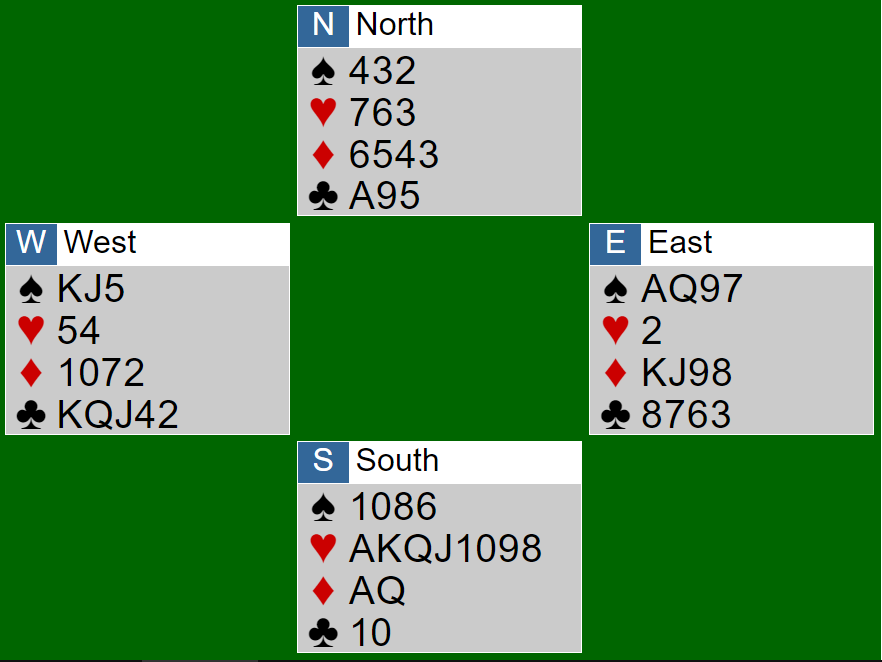 N North
♠ 432
♥ 763
♦ 6543
♣ A95
W West
♠ KJ5
♥ 54
♦ 1072
♣ KQJ42
E East
♠ AQ97
♥ 2
♦ KJ98
♣ 8763
S South
♠ 1086
♥ AKQJ1098
♦ AQ
♣ 10